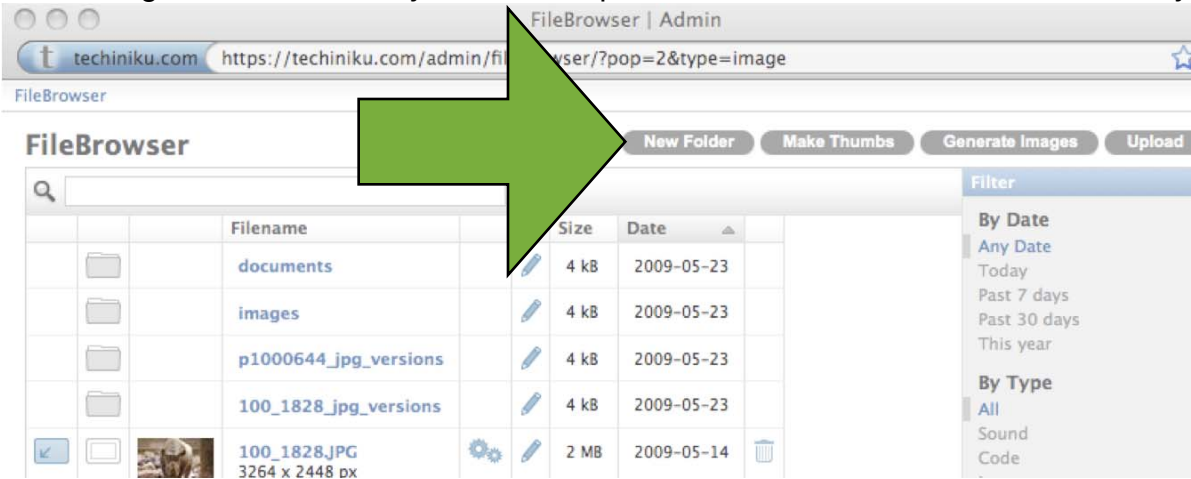 FileBrowser | Admin
techiniku.com https://techiniku.com/admin/fil wser/?pop=2&type=image
FileBrowser
FileBrowser New Folder Make Thumbs Generate Images Upload
Filter
Filename Size Date
By Date
Any Date
documents 4 kB 2009-05-23
Today
Past 7 days
images 4 kB 2009-05-23
Past 30 days
This year
p1000644_jpg_versions 4 kB 2009-05-23
By Type
100_1828_jpg_versions 4 kB 2009-05-23
All
Sound
100_1828.JPG 2 MB 2009-05-14
Code
3264 x 2448 px